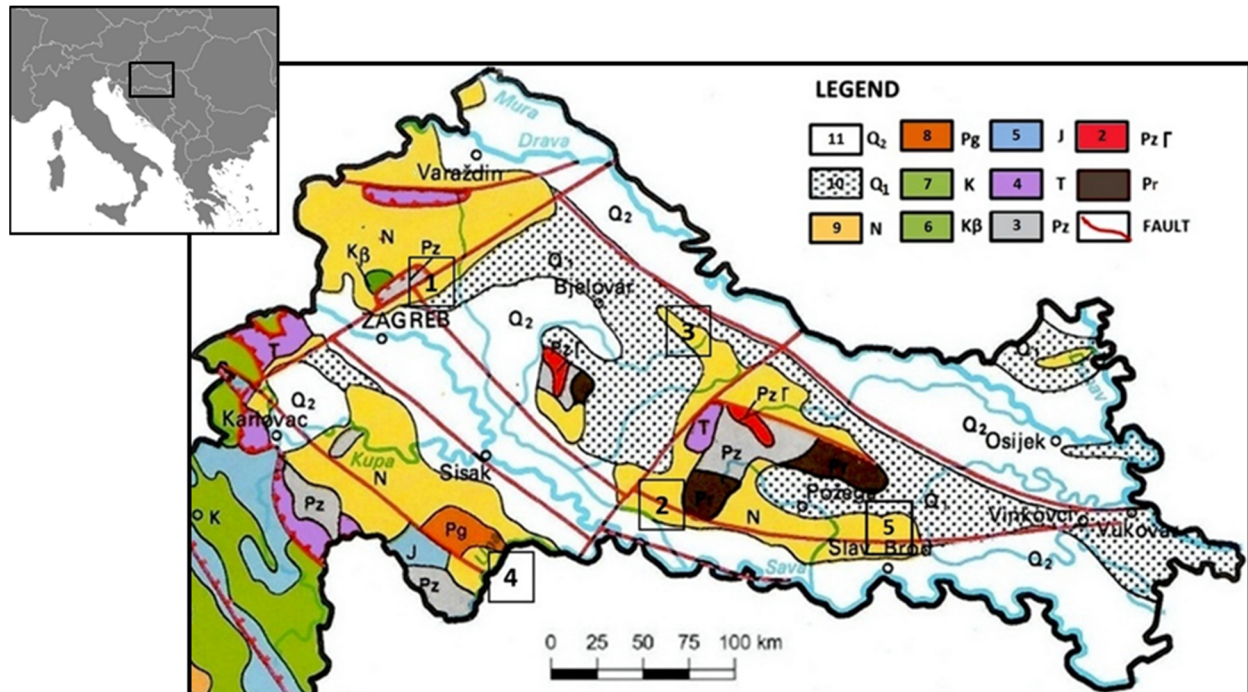 LEGEND
11 Q₂
8 Pg
5 J
2 Pz Γ
10 Q₁
7 K
4 T
Pr
9 N
6 Kβ
3 Pz
FAULT
Mura
Drava
Varaždin
Q₂
N
Pz
Kβ
1
Q₁
Bjelovar
Q₂
ZAGREB
3
T
Pz Γ
Q₂
Karlovac
Pz Γ
T
Q₂ Osijek
Kupa
Sisak
Pz
Pr
N
Požega
Pr
Q₁
K
Pz
2
N
5
Vinkovci
Vukovar
Pg
Slav Brod
J
Q₂
Sava
4
Pz
0 25 50 75 100 km